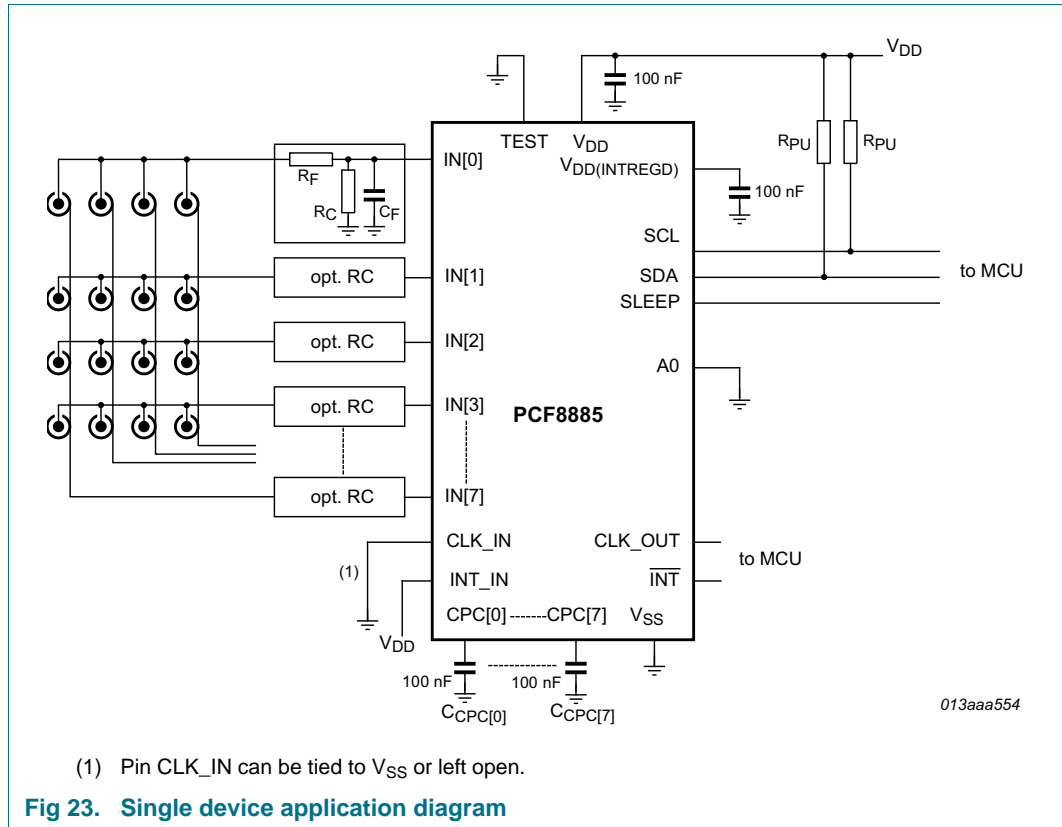 VDD
100 nF
TEST VDD
RPU RPU
IN[0]
VDD(INTREGD)
RF
RC CF
100 nF
SCL
opt. RC IN[1] SDA to MCU
SLEEP
opt. RC IN[2]
A0
opt. RC IN[3] PCF8885
opt. RC IN[7]
CLK_IN CLK_OUT
(1) to MCU
INT_IN INT
CPC[0] CPC[7] VSS
VDD
100 nF 100 nF
CCPC[0] CCPC[7]
013aaa554
(1) Pin CLK_IN can be tied to VSS or left open.
Fig 23. Single device application diagram